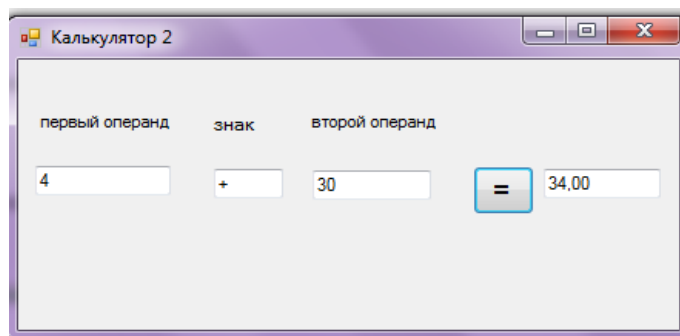 Калькулятор 2
первый операнд знак второй операнд
4 + 30 = 34,00